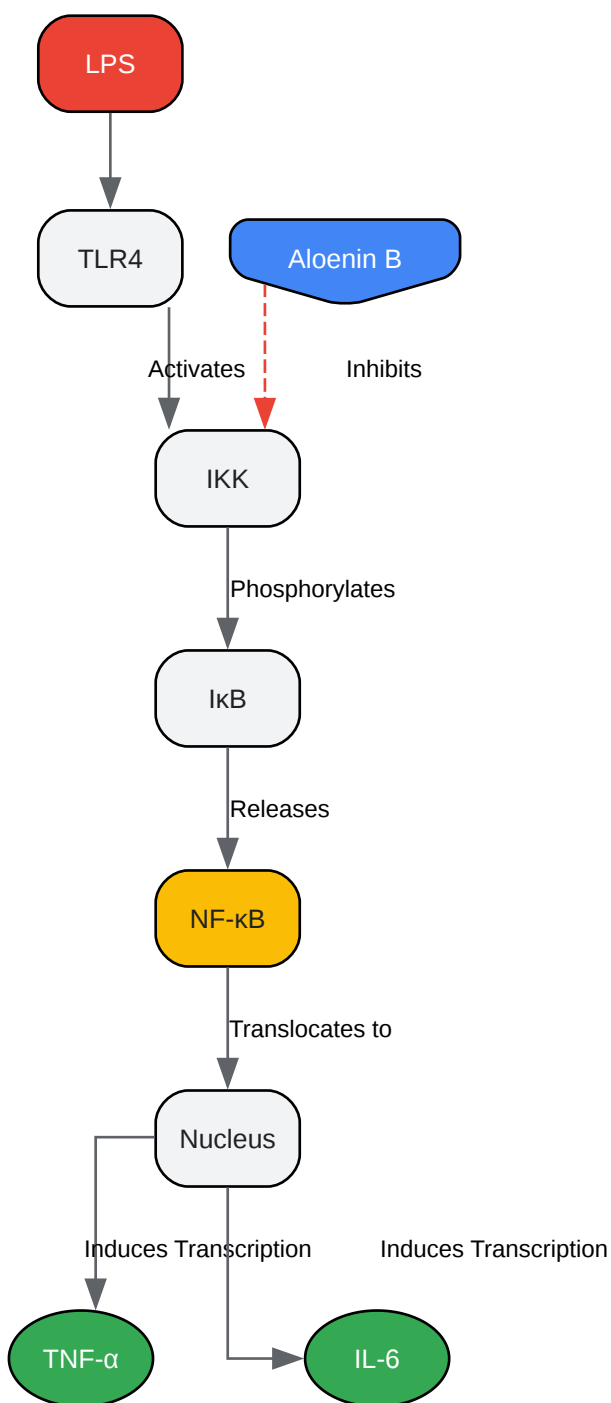 LPS
TLR4
Aloenin B
Activates
Inhibits
IKK
Phosphorylates
IκB
Releases
NF-κB
Translocates to
Nucleus
Induces Transcription
Induces Transcription
TNF-α
IL-6